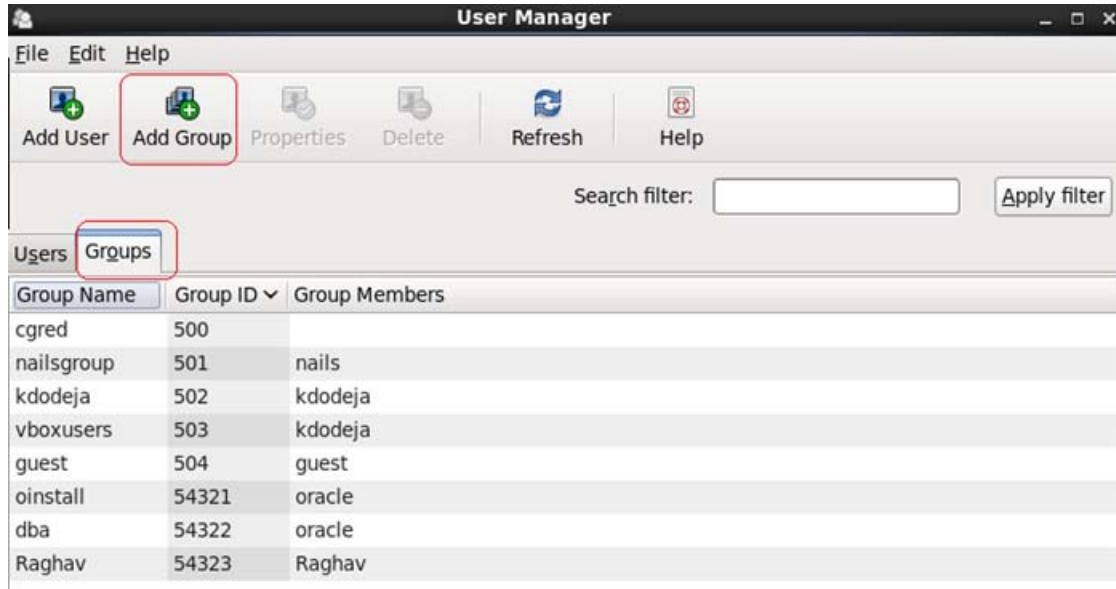 User Manager
File Edit Help
Add User Add Group Properties Delete Refresh Help
Search filter: Apply filter
Users Groups
Group Name Group ID Group Members
cgred 500
nailsgroup 501 nails
kdodeja 502 kdodeja
vboxusers 503 kdodeja
guest 504 guest
oinstall 54321 oracle
dba 54322 oracle
Raghav 54323 Raghav